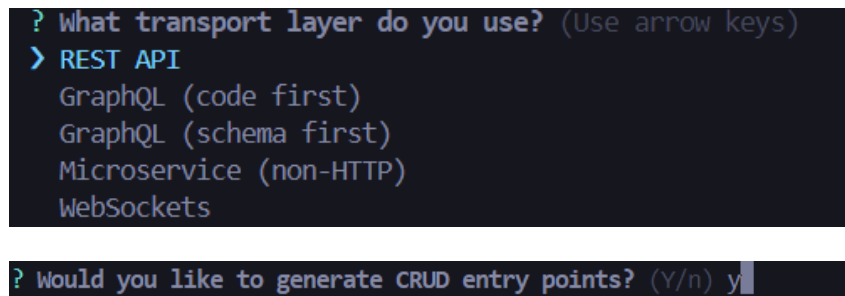 ? What transport layer do you use? (Use arrow keys)
❯ REST API
GraphQL (code first)
GraphQL (schema first)
Microservice (non-HTTP)
WebSockets
? Would you like to generate CRUD entry points? (Y/n) y